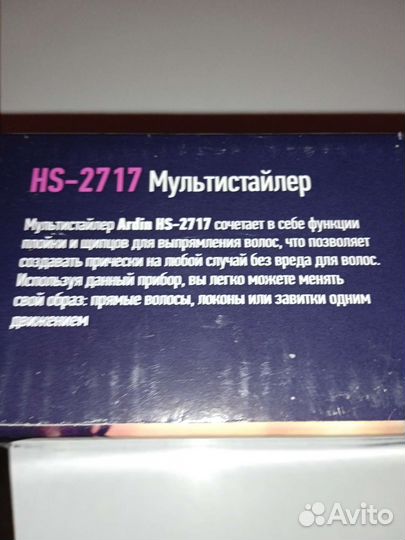 HS-2717 Мультистайлер
Мультистайлер Ardin HS-2717 сочетает в себе функции
плойки и щипцов для выпрямления волос, что позволяет
создавать прически на любой случай без вреда для волос.
Используя данный прибор, вы легко можете менять
свой образ: прямые волосы, локоны или завитки одним
движением
Avito